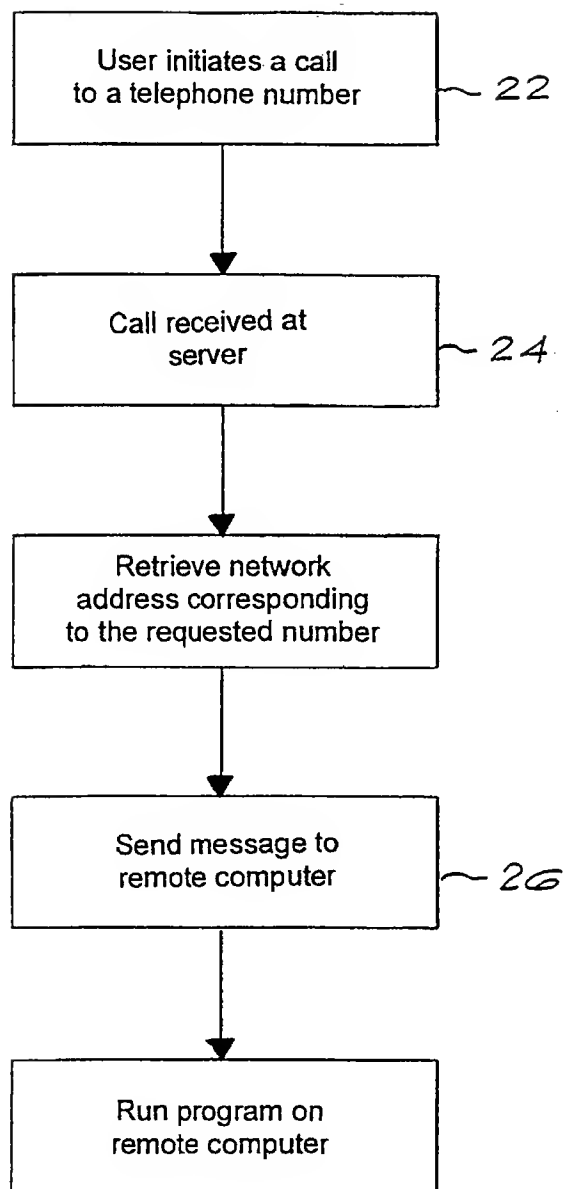 User initiates a call
to a telephone number
22
Call received at
server
24
Retrieve network
address corresponding
to the requested number
Send message to
remote computer
26
Run program on
remote computer